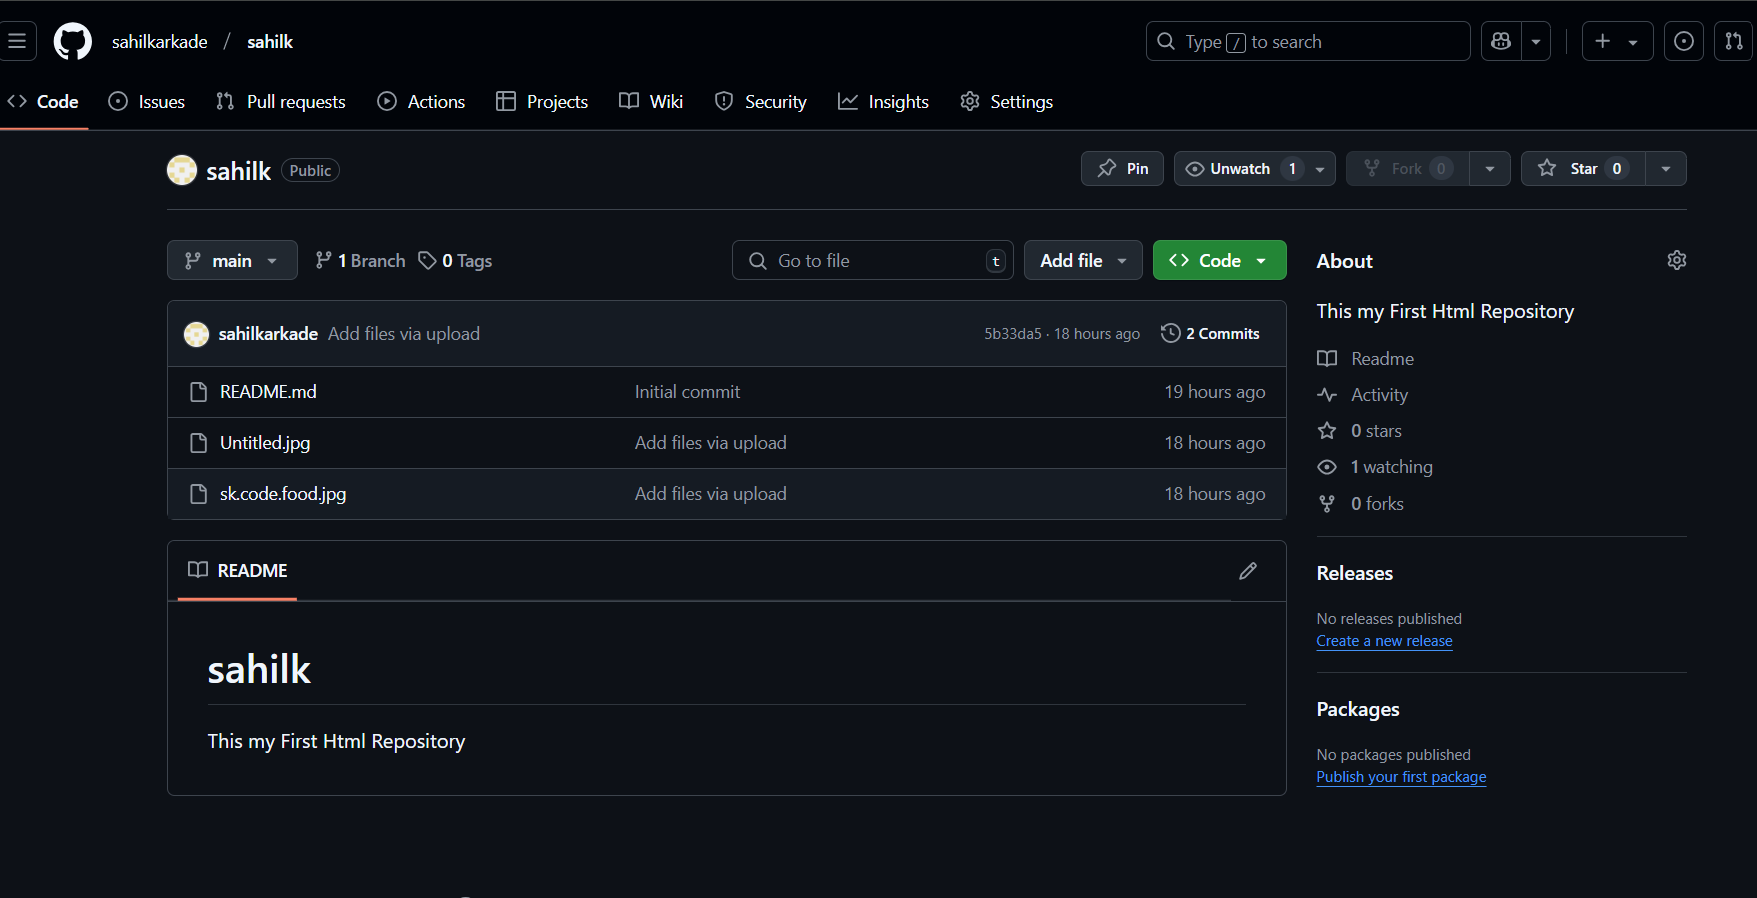 sahilkarkade / sahilk
Type / to search
Code Issues Pull requests Actions Projects Wiki Security Insights Settings
sahilk Public
Pin Unwatch 1 Fork 0 Star 0
main 1 Branch 0 Tags Go to file t Add file Code
sahilkarkade Add files via upload 5b33da5 · 18 hours ago 2 Commits
README.md Initial commit 19 hours ago
Untitled.jpg Add files via upload 18 hours ago
sk.code.food.jpg Add files via upload 18 hours ago
README
sahilk
This my First Html Repository
About
This my First Html Repository
Readme
Activity
0 stars
1 watching
0 forks
Releases
No releases published
Create a new release
Packages
No packages published
Publish your first package